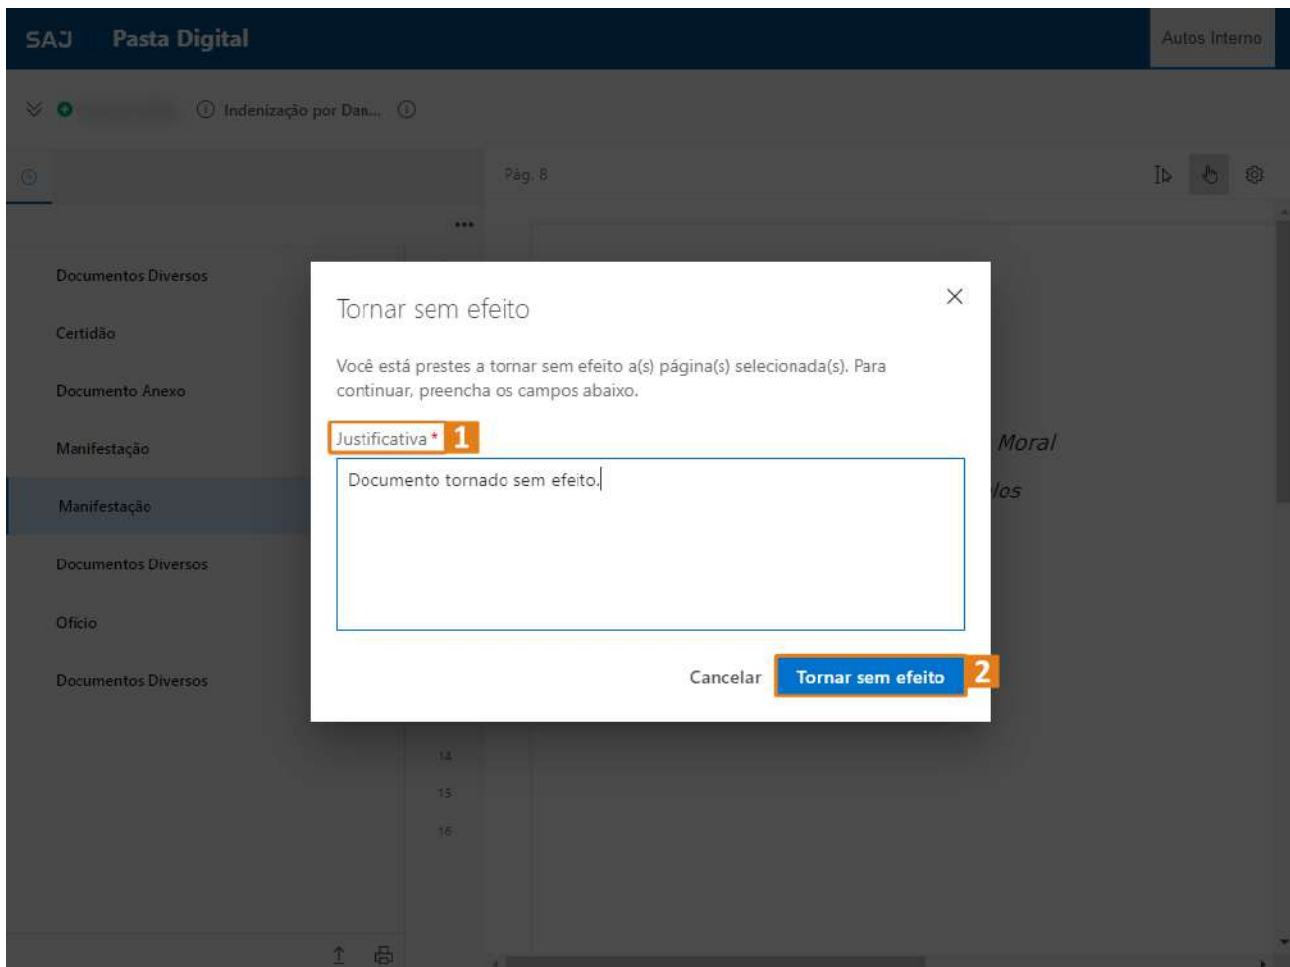 SAJ Pasta Digital
Autos Interno
Indenização por Dan...
Pág. 8
Documentos Diversos
Certidão
Documento Anexo
Manifestação
Manifestação
Documentos Diversos
Ofício
Documentos Diversos
Tornar sem efeito
Você está prestes a tornar sem efeito a(s) página(s) selecionada(s). Para
continuar, preencha os campos abaixo.
Justificativa * 1
Documento tornado sem efeito.
Cancelar Tornar sem efeito 2
Moral
los
14
15
16